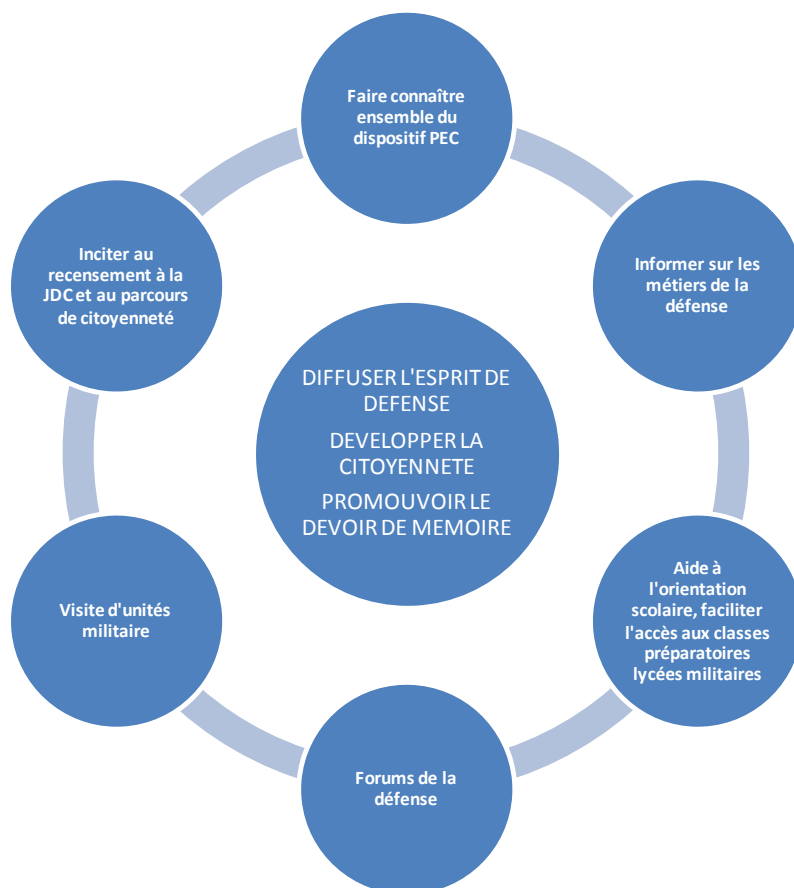 Faire connaître
ensemble du
dispositif PEC
Inciter au
recensement à la
JDC et au parcours
de citoyenneté
Informer sur les
métiers de la
défense
DIFFUSER L'ESPRIT DE
DEFENSE
DEVELOPPER LA
CITOYENNETE
PROMOUVOIR LE
DEVOIR DE MEMOIRE
Visite d'unités
militaire
Aide à
l'orientation
scolaire, faciliter
l'accès aux classes
préparatoires
lycées militaires
Forums de la
défense